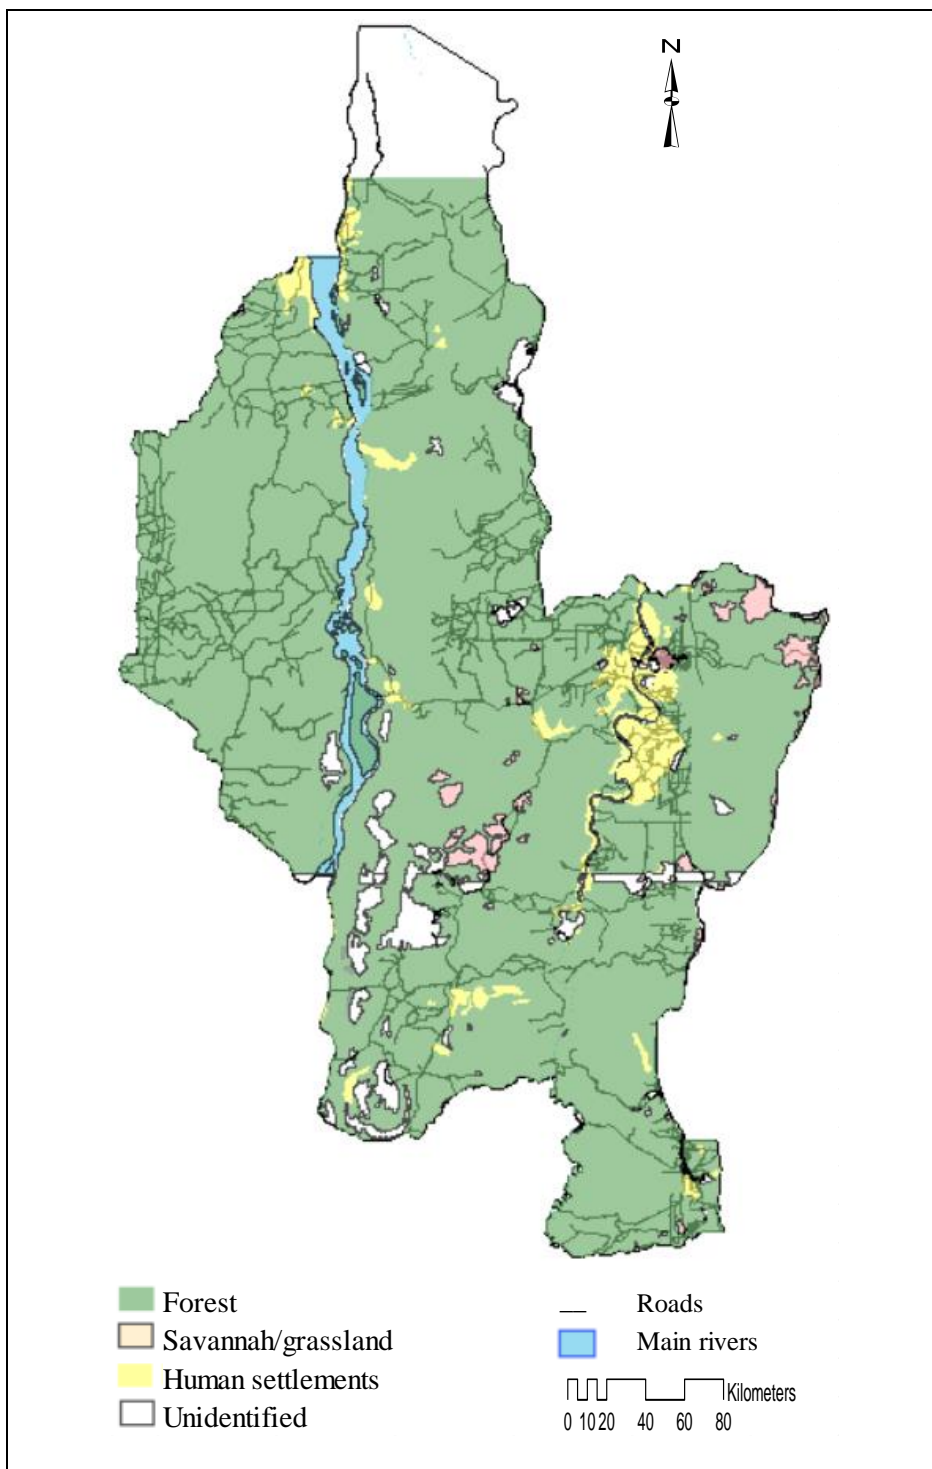 N
Forest
Savannah/grassland
Human settlements
Unidentified
Roads
Main rivers
Kilometers
0 10 20 40 60 80